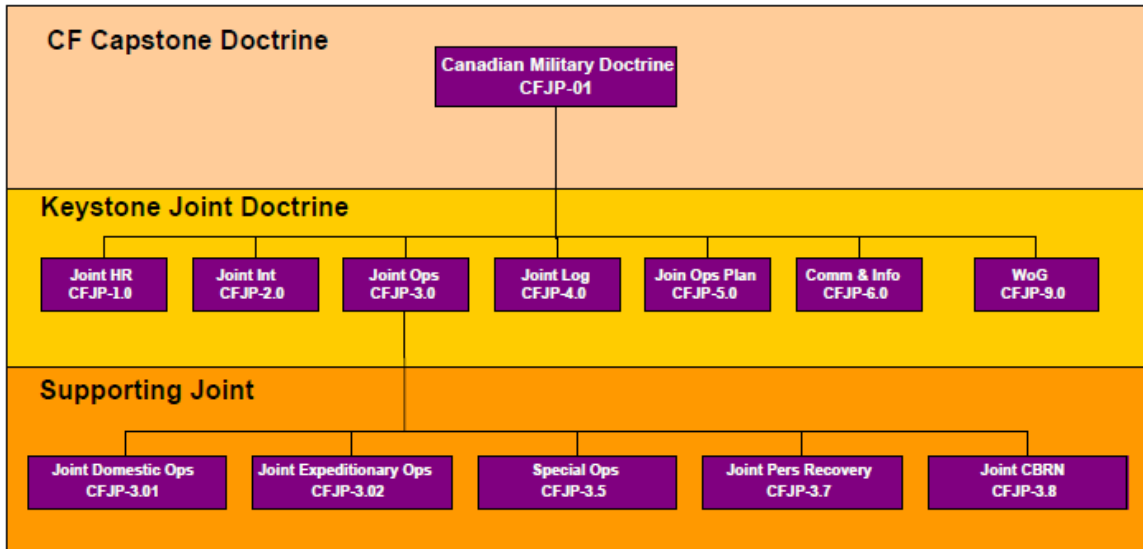 CF Capstone Doctrine
Canadian Military Doctrine
CFJP-01
Keystone Joint Doctrine
Joint HR
CFJP-1.0
Joint Int
CFJP-2.0
Joint Ops
CFJP-3.0
Joint Log
CFJP-4.0
Join Ops Plan
CFJP-5.0
Comm & Info
CFJP-6.0
WoG
CFJP-9.0
Supporting Joint
Joint Domestic Ops
CFJP-3.01
Joint Expeditionary Ops
CFJP-3.02
Special Ops
CFJP-3.5
Joint Pers Recovery
CFJP-3.7
Joint CBRN
CFJP-3.8